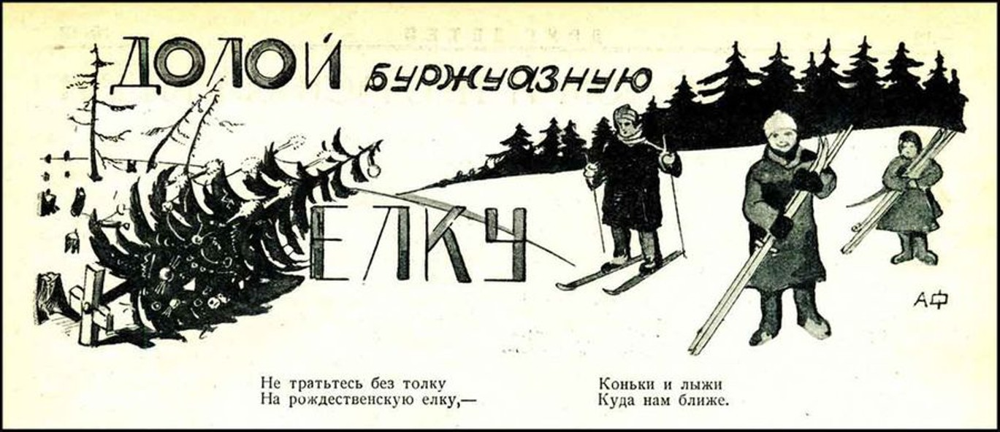 ДОЛОЙ
буржуазную
ЕЛКУ
АФ
Не тратьтесь без толку
На рождественскую елку,—
Коньки и лыжи
Куда нам ближе.